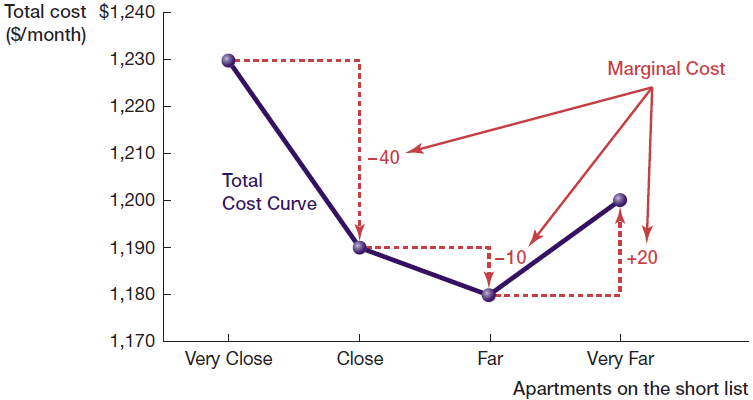 Total cost $1,240
($/month)
1,230
Marginal Cost
1,220
1,210
−40
Total
Cost Curve
1,200
1,190
−10
+20
1,180
1,170
Very Close
Close
Far
Very Far
Apartments on the short list